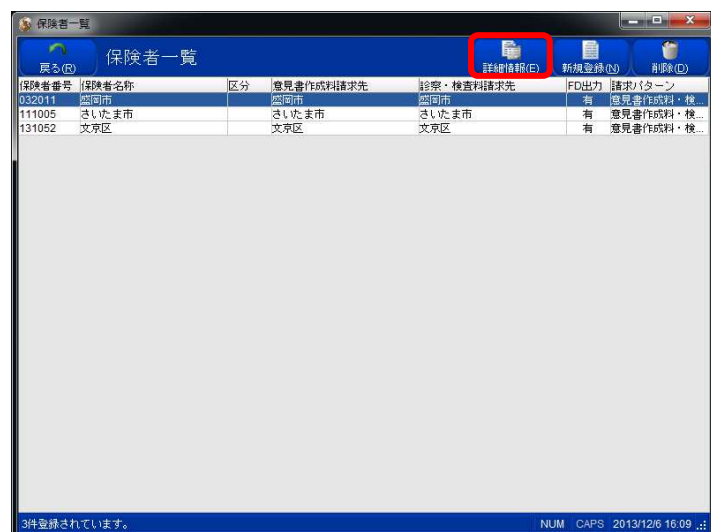 保険者一覧
戻る(R) 保険者一覧 詳細情報(E) 新規登録(N) 削除(D)
保険者番号 保険者名称 区分 意見書作成料請求先 診察・検査料請求先 FD出力 請求パターン
032011 盛岡市 盛岡市 盛岡市 有 意見書作成料・検...
111005 さいたま市 さいたま市 さいたま市 有 意見書作成料・検...
131052 文京区 文京区 文京区 有 意見書作成料・検...
3件登録されています。 NUM CAPS 2013/12/6 16:09